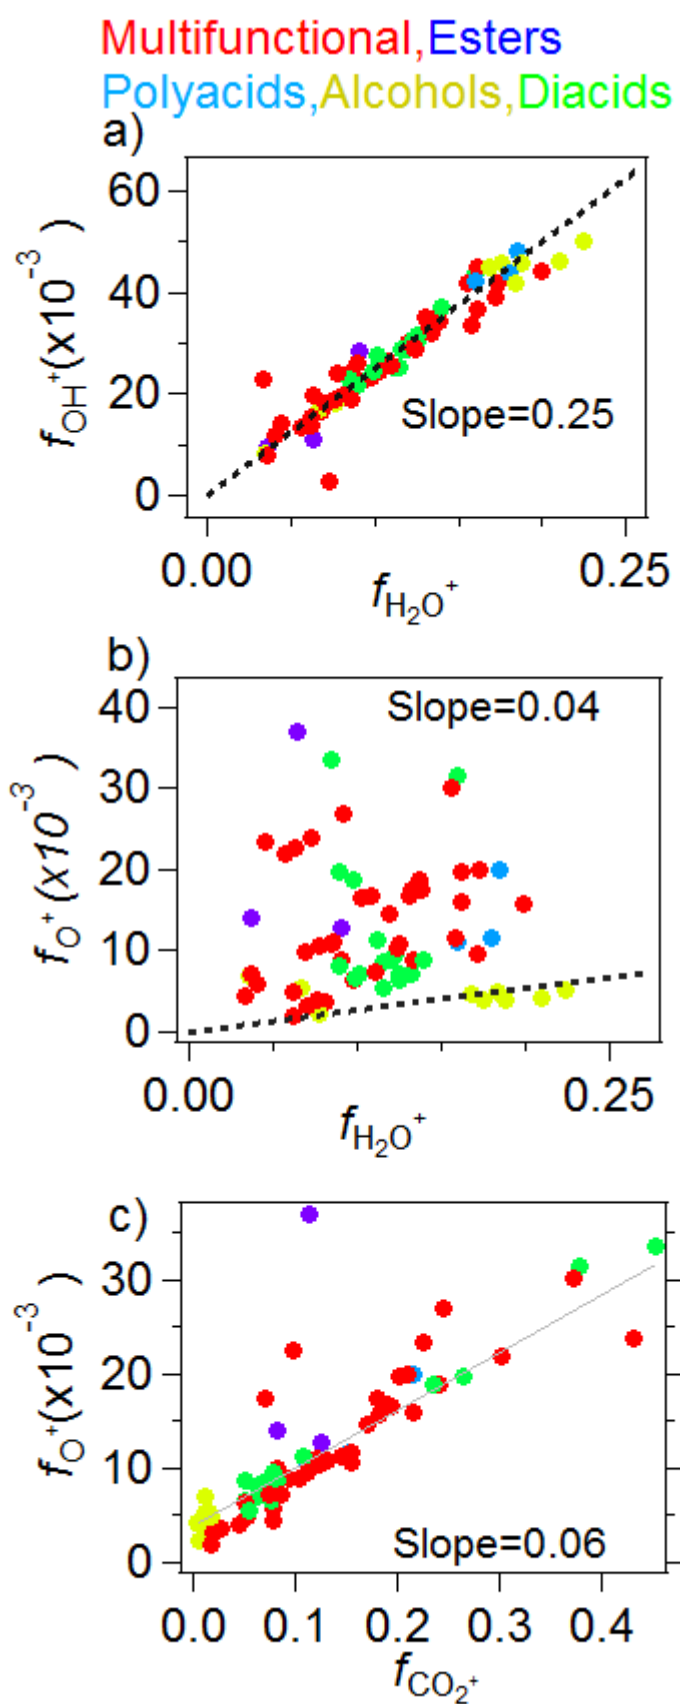 Multifunctional,Esters
Polyacids,Alcohols,Diacids
a)
60
40
20
0
fOH+(x10-3)
Slope=0.25
0.00 0.25
fH2O+
b)
Slope=0.04
40
30
20
10
0
fO+(x10-3)
0.00 0.25
fH2O+
c)
30
20
10
0
fO+(x10-3)
Slope=0.06
0.0 0.1 0.2 0.3 0.4
fCO2+